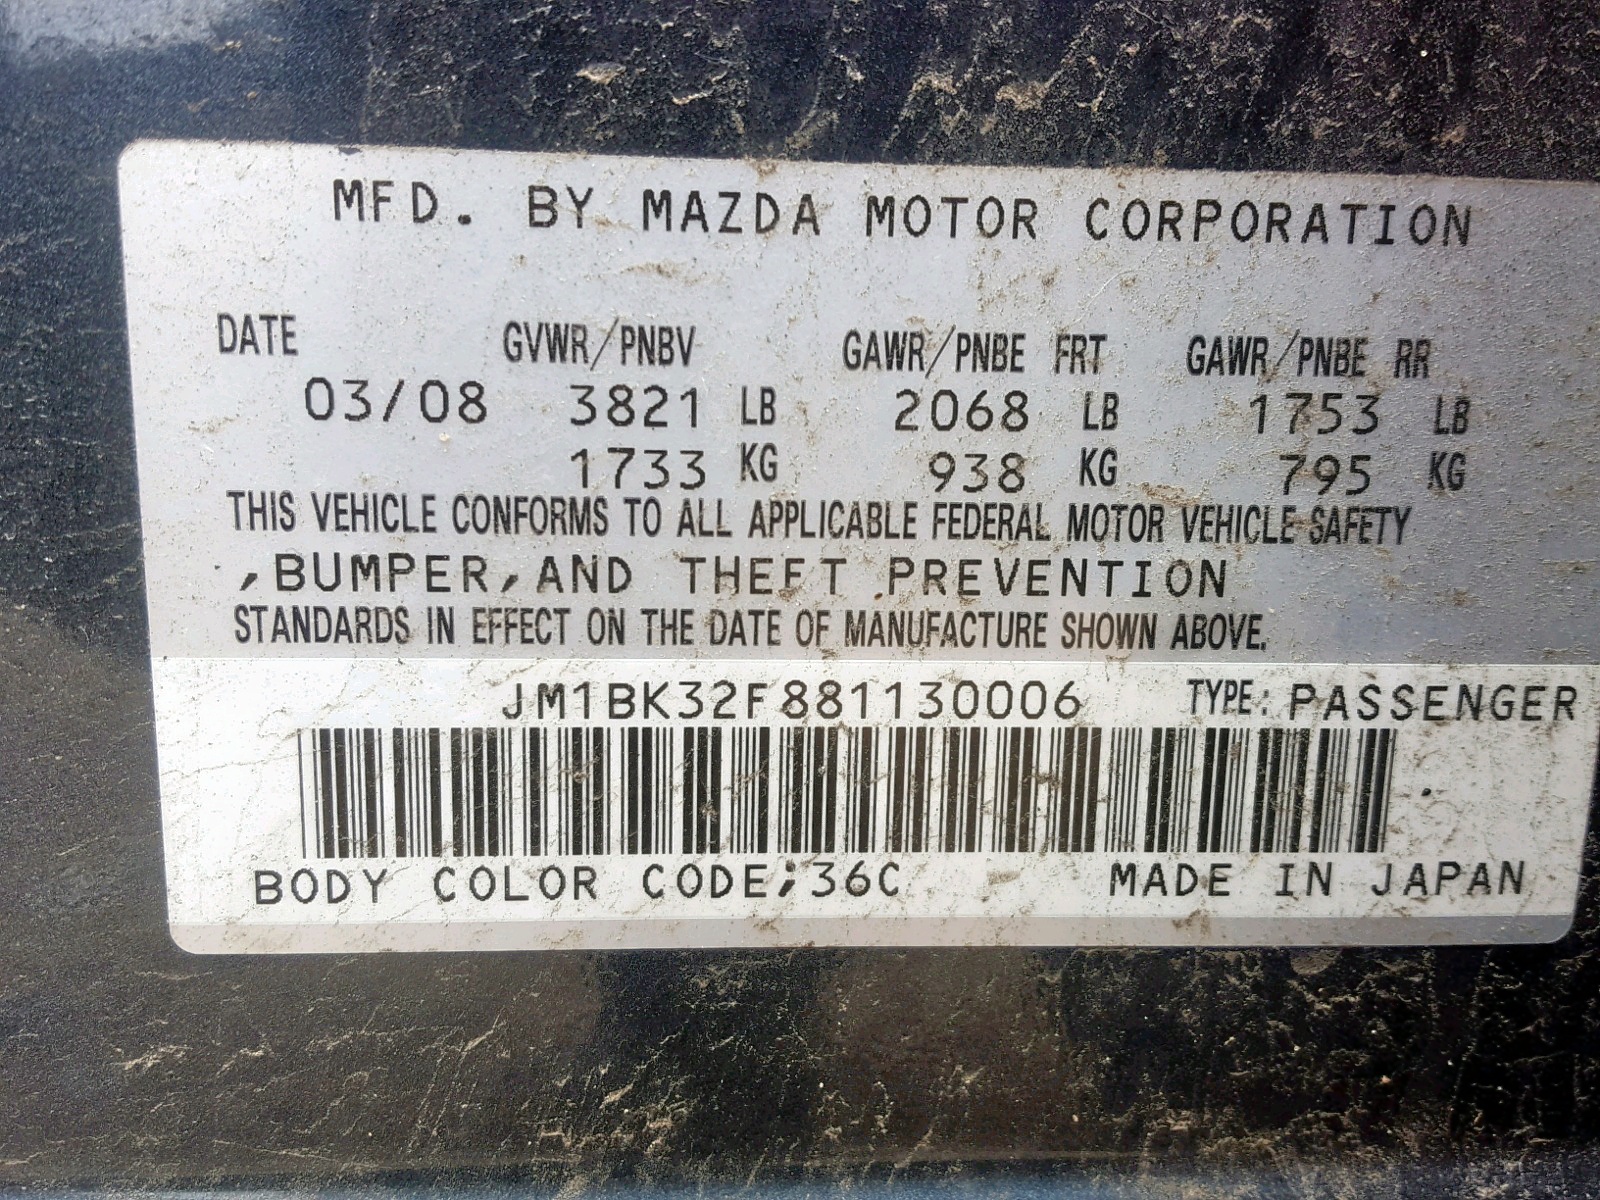 MFD. BY MAZDA MOTOR CORPORATION
DATE GVWR/PNBV GAWR/PNBE FRT GAWR/PNBE RR
03/08 3821 LB 2068 LB 1753 LB
1733 KG 938 KG 795 KG
THIS VEHICLE CONFORMS TO ALL APPLICABLE FEDERAL MOTOR VEHICLE SAFETY
,BUMPER,AND THEFT PREVENTION
STANDARDS IN EFFECT ON THE DATE OF MANUFACTURE SHOWN ABOVE.
JM1BK32F881130006 TYPE: PASSENGER
BODY COLOR CODE;36C MADE IN JAPAN